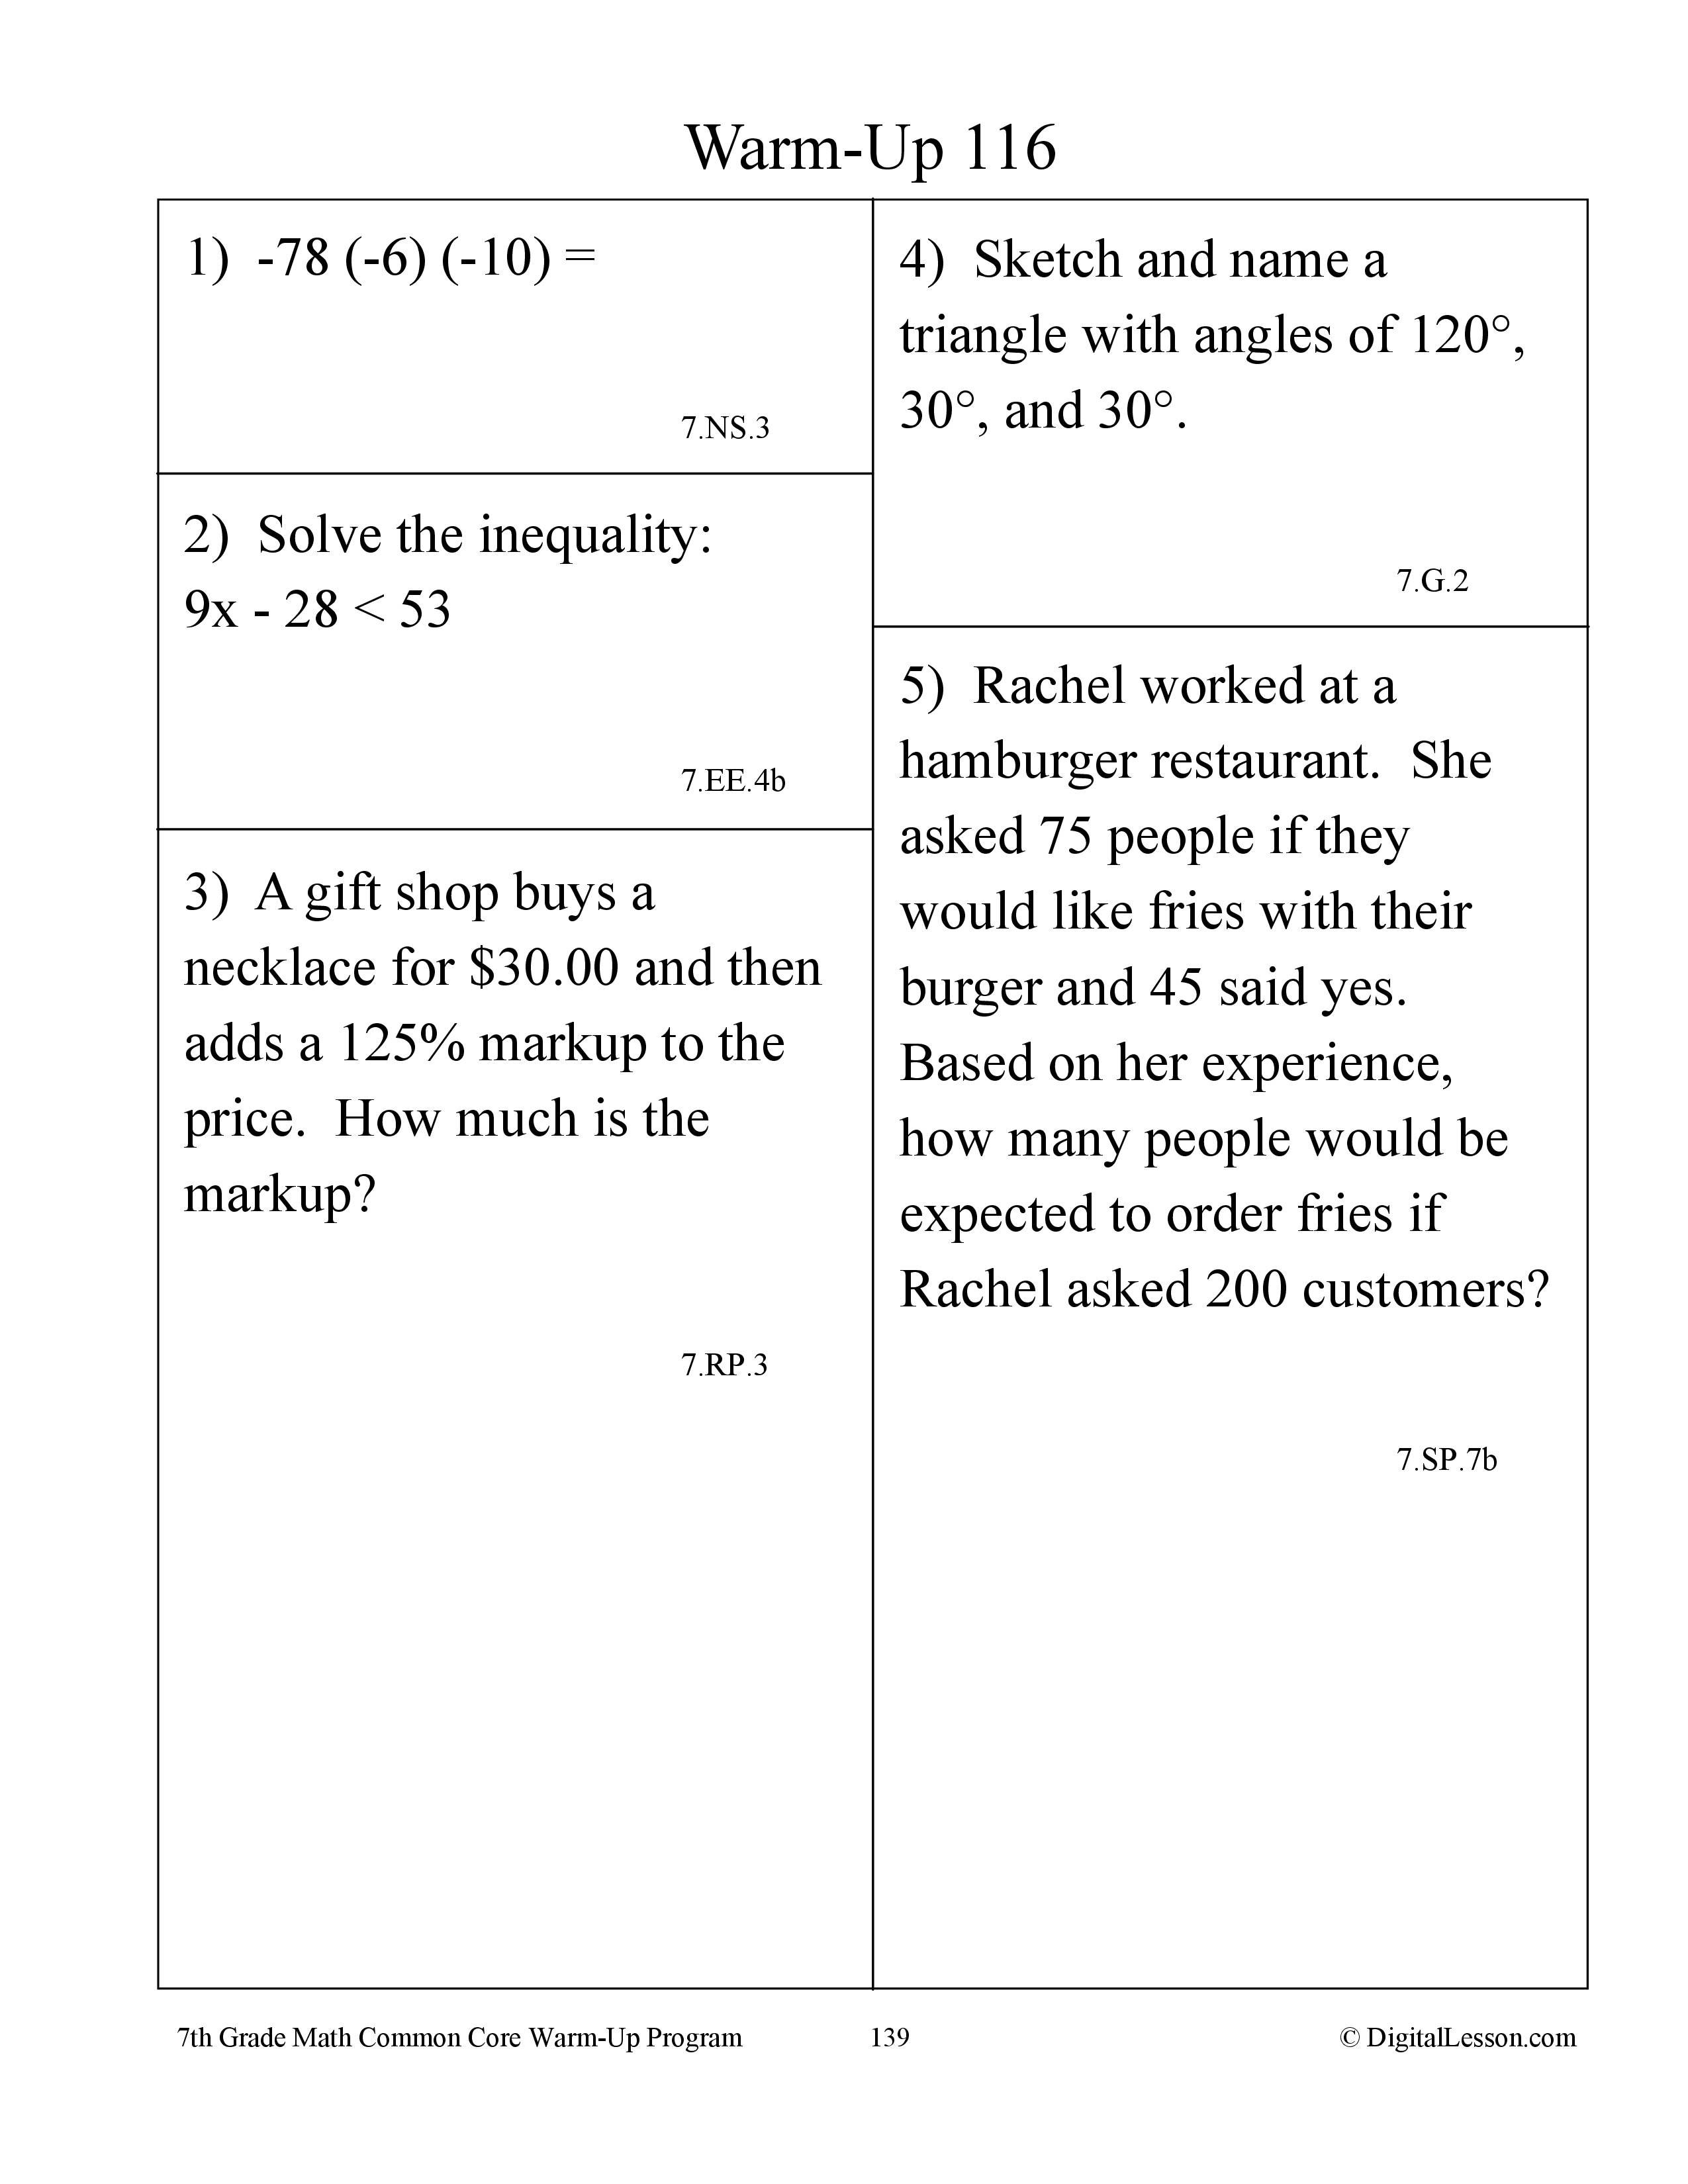 Warm-Up 116
1)  -78 (-6) (-10) =
7.NS.3
2)  Solve the inequality:
9x - 28 < 53
7.EE.4b
3)  A gift shop buys a
necklace for $30.00 and then
adds a 125% markup to the
price.  How much is the
markup?
7.RP.3
4)  Sketch and name a
triangle with angles of 120°,
30°, and 30°.
7.G.2
5)  Rachel worked at a
hamburger restaurant.  She
asked 75 people if they
would like fries with their
burger and 45 said yes.
Based on her experience,
how many people would be
expected to order fries if
Rachel asked 200 customers?
7.SP.7b
7th Grade Math Common Core Warm-Up Program
139
© DigitalLesson.com